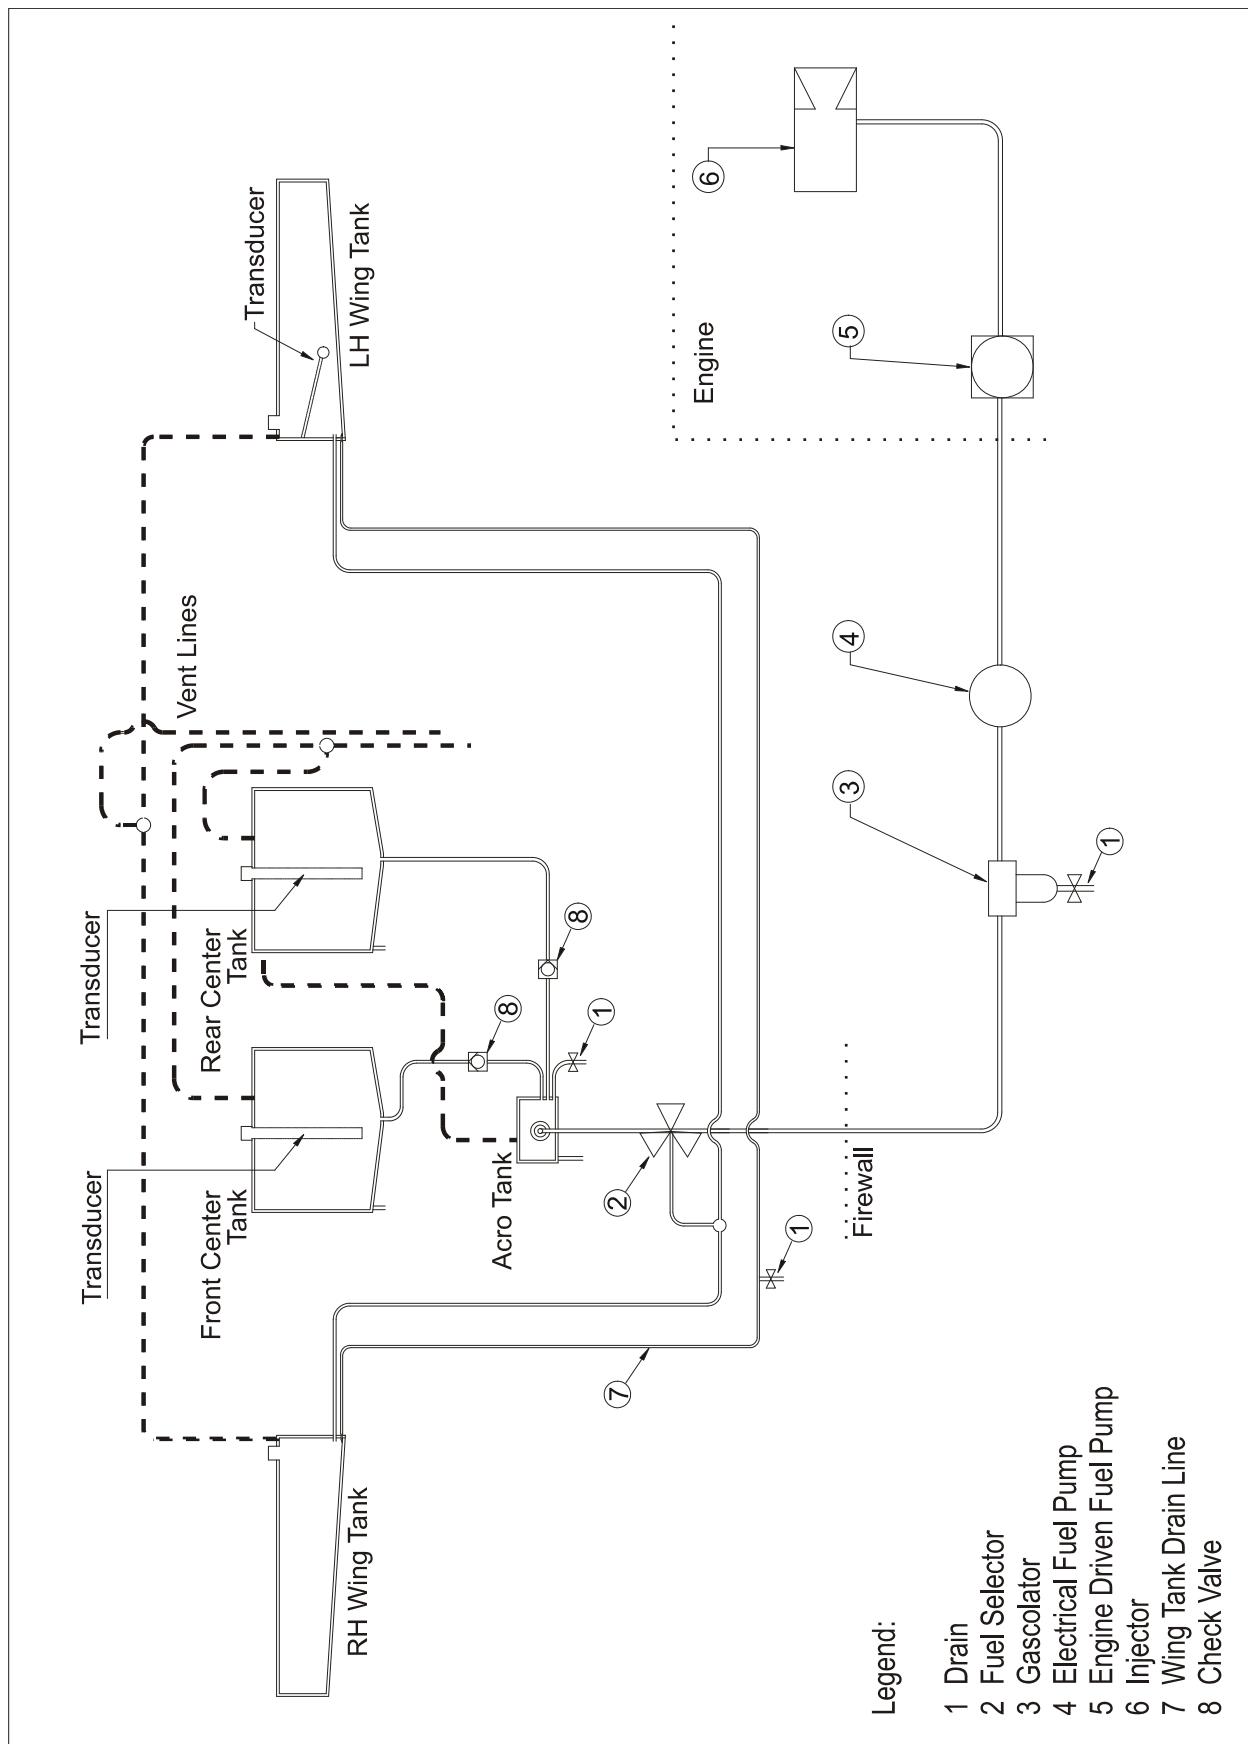 Transducer
LH Wing Tank
Vent Lines
Transducer
Rear Center
Tank
Transducer
Front Center
Tank
RH Wing Tank
Acro Tank
8
8
1
2
7
1
Firewall
Engine
6
5
4
3
1
Legend:
1 Drain
2 Fuel Selector
3 Gascolator
4 Electrical Fuel Pump
5 Engine Driven Fuel Pump
6 Injector
7 Wing Tank Drain Line
8 Check Valve